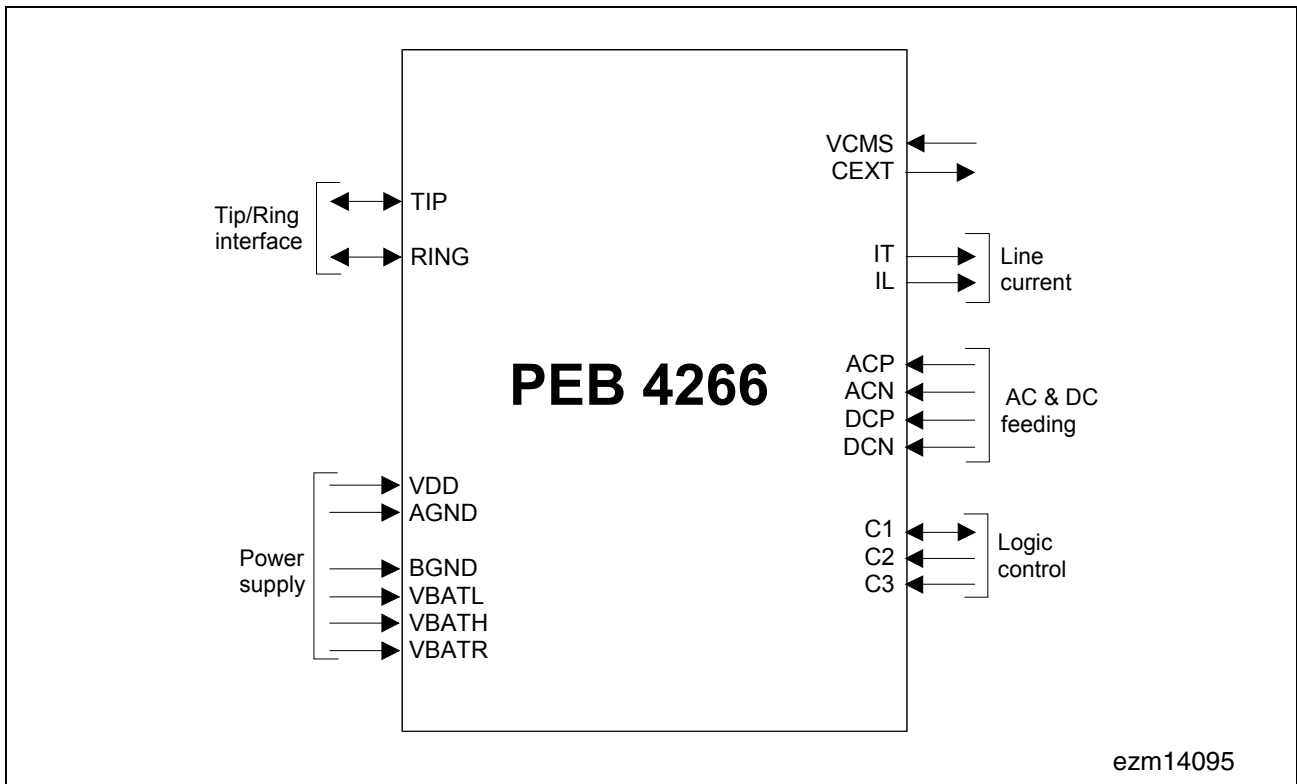 VCMS
CEXT
TIP
RING
Tip/Ring
interface
IT
IL
Line
current
PEB 4266
ACP
ACN
DCP
DCN
AC & DC
feeding
VDD
AGND
BGND
VBATL
VBATH
VBATR
Power
supply
C1
C2
C3
Logic
control
ezm14095